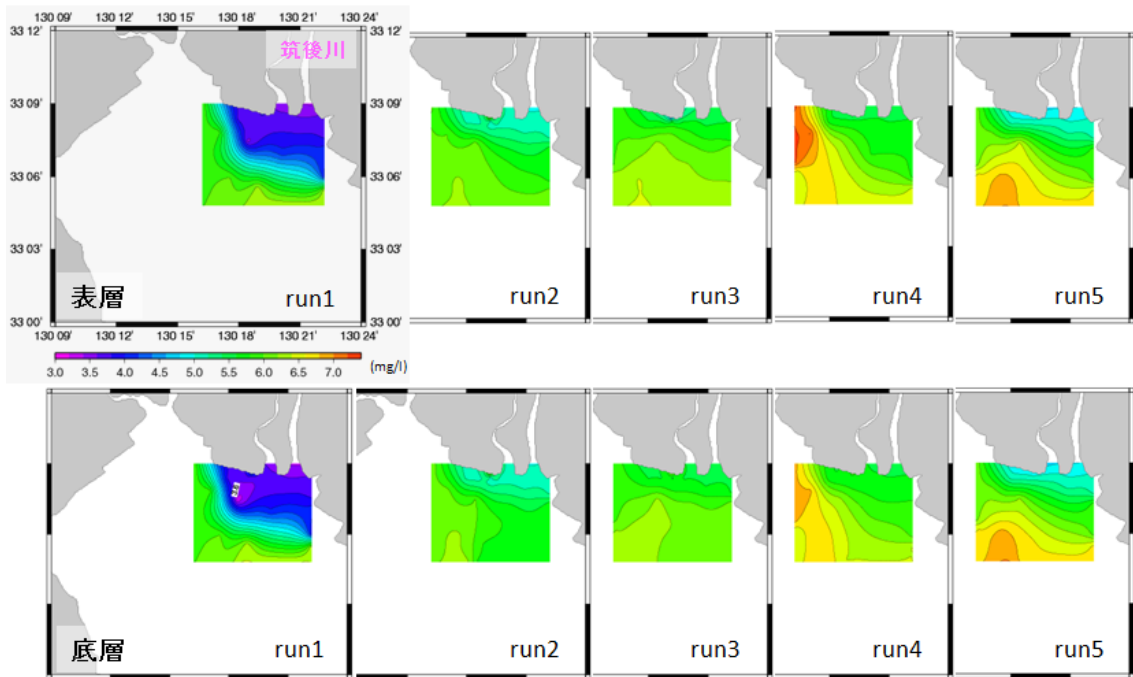 130 09' 130 12' 130 15' 130 18' 130 21' 130 24'
33 12' 33 12'
筑後川
33 09' 33 09'
33 06' 33 06'
33 03' 33 03'
表層 run1 run2 run3 run4 run5
33 00' 33 00'
130 09' 130 12' 130 15' 130 18' 130 21' 130 24'
3.0 3.5 4.0 4.5 5.0 5.5 6.0 6.5 7.0 (mg/l)
底層 run1 run2 run3 run4 run5